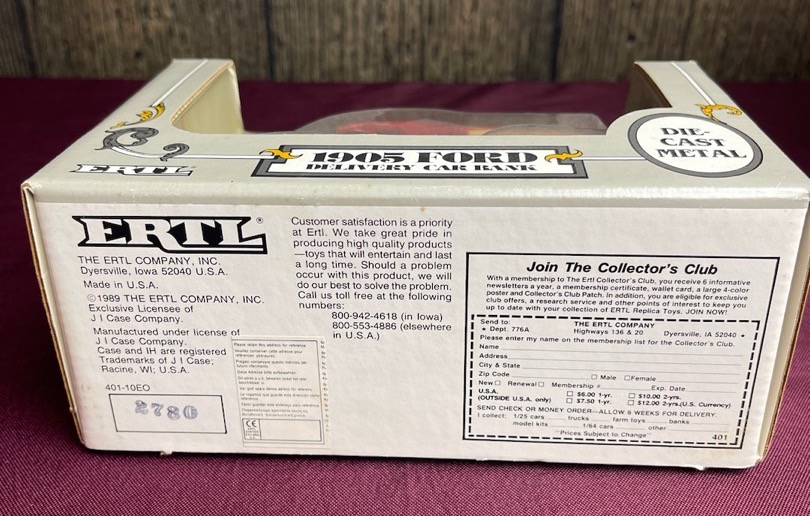 ERTL
1905 FORD
DELIVERY CAR BANK
DIE-
CAST
METAL
ERTL®
THE ERTL COMPANY, INC.
Dyersville, Iowa 52040 U.S.A.
Made in U.S.A.
©1989 THE ERTL COMPANY, INC.
Exclusive Licensee of
J I Case Company.
Manufactured under license of
J I Case Company.
Case and IH are registered
Trademarks of J I Case;
Racine, WI; U.S.A.
401-10EO
2780
Customer satisfaction is a priority
at Ertl. We take great pride in
producing high quality products
—toys that will entertain and last
a long time. Should a problem
occur with this product, we will
do our best to solve the problem.
Call us toll free at the following
numbers:
800-942-4618 (in Iowa)
800-553-4886 (elsewhere
in U.S.A.)
Please retain this address for reference
CE
Join The Collector's Club
With a membership to The Ertl Collector's Club, you receive 6 informative
newsletters a year, a membership certificate, wallet card, a large 4-color
poster and Collector's Club Patch. In addition, you are eligible for exclusive
club offers, a research service and other points of interest to keep you
up to date with your collection of ERTL Replica Toys. JOIN NOW!
Send to: THE ERTL COMPANY
★ Dept. 776A Highways 136 & 20 Dyersville, IA 52040 ★
Please enter my name on the membership list for the Collector's Club.
Name
Address
City & State
Zip Code □ Male □ Female
New □ Renewal □ Membership # Exp. Date
U.S.A. □ $6.00 1-yr. □ $10.00 2-yrs.
(OUTSIDE U.S.A. only) □ $7.50 1-yr. □ $12.00 2-yrs.(U.S. Currency)
SEND CHECK OR MONEY ORDER—ALLOW 6 WEEKS FOR DELIVERY.
I collect: 1/25 cars trucks farm toys banks
model kits 1/64 cars other
"Prices Subject to Change" 401